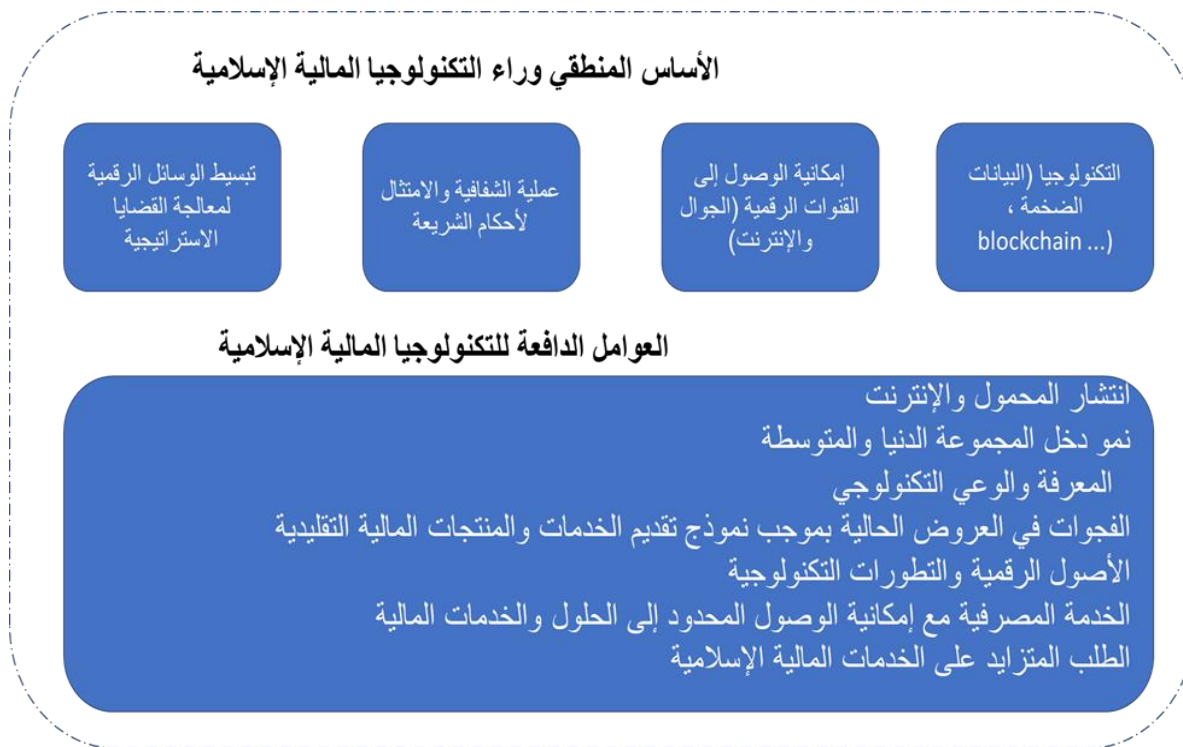 الأساس المنطقي وراء التكنولوجيا المالية الإسلامية
التكنولوجيا (البيانات
الضخمة ،
blockchain ...)
إمكانية الوصول إلى
القنوات الرقمية (الجوال
والإنترنت)
عملية الشفافية والامتثال
لأحكام الشريعة
تبسيط الوسائل الرقمية
لمعالجة القضايا
الاستراتيجية
العوامل الدافعة للتكنولوجيا المالية الإسلامية
انتشار المحمول والإنترنت
نمو دخل المجموعة الدنيا والمتوسطة
المعرفة والوعي التكنولوجي
الفجوات في العروض الحالية بموجب نموذج تقديم الخدمات والمنتجات المالية التقليدية
الأصول الرقمية والتطورات التكنولوجية
الخدمة المصرفية مع إمكانية الوصول المحدود إلى الحلول والخدمات المالية
الطلب المتزايد على الخدمات المالية الإسلامية